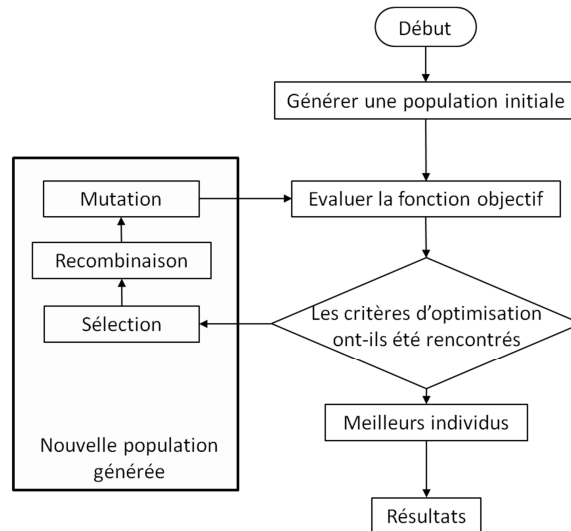 Début
Générer une population initiale
Evaluer la fonction objectif
Les critères d'optimisation
ont-ils été rencontrés
Mutation
Recombinaison
Sélection
Nouvelle population
générée
Meilleurs individus
Résultats